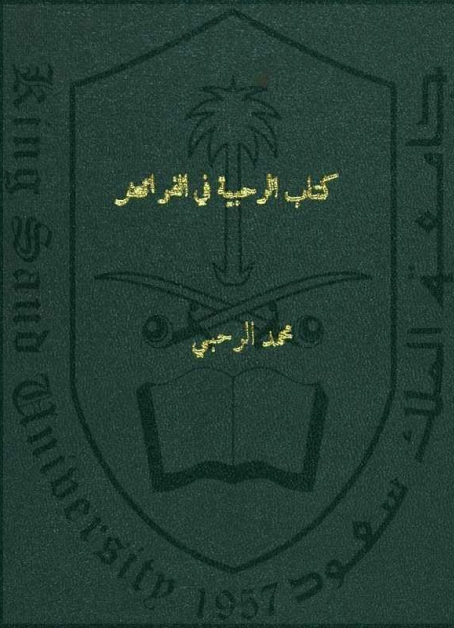 كتاب الرحبية في الفرائض
محمد الرحبي
King Saud University 1957
جامعة الملك سعود